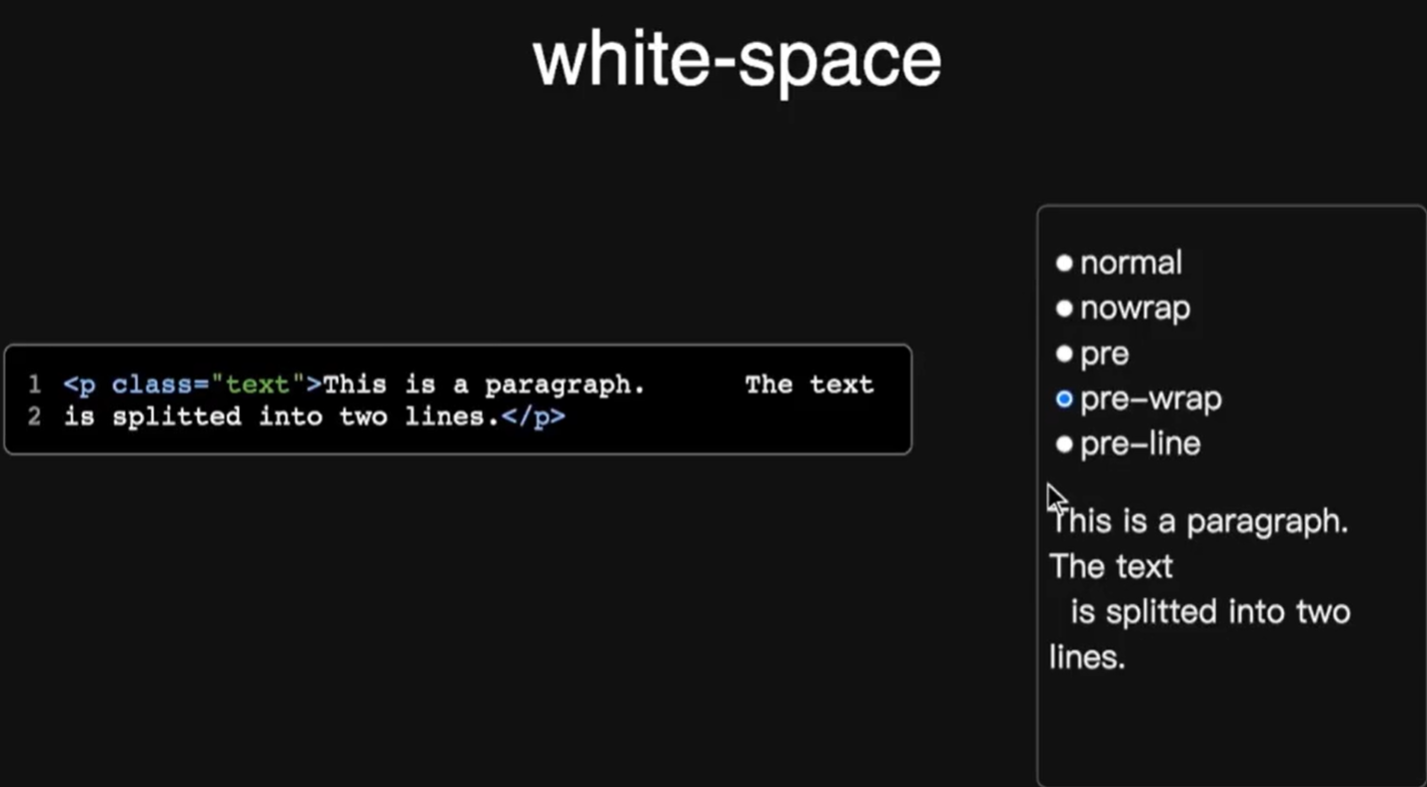 white-space
1 <p class="text">This is a paragraph.      The text
2 is splitted into two lines.</p>
normal
nowrap
pre
pre-wrap
pre-line
This is a paragraph.
The text
  is splitted into two
lines.